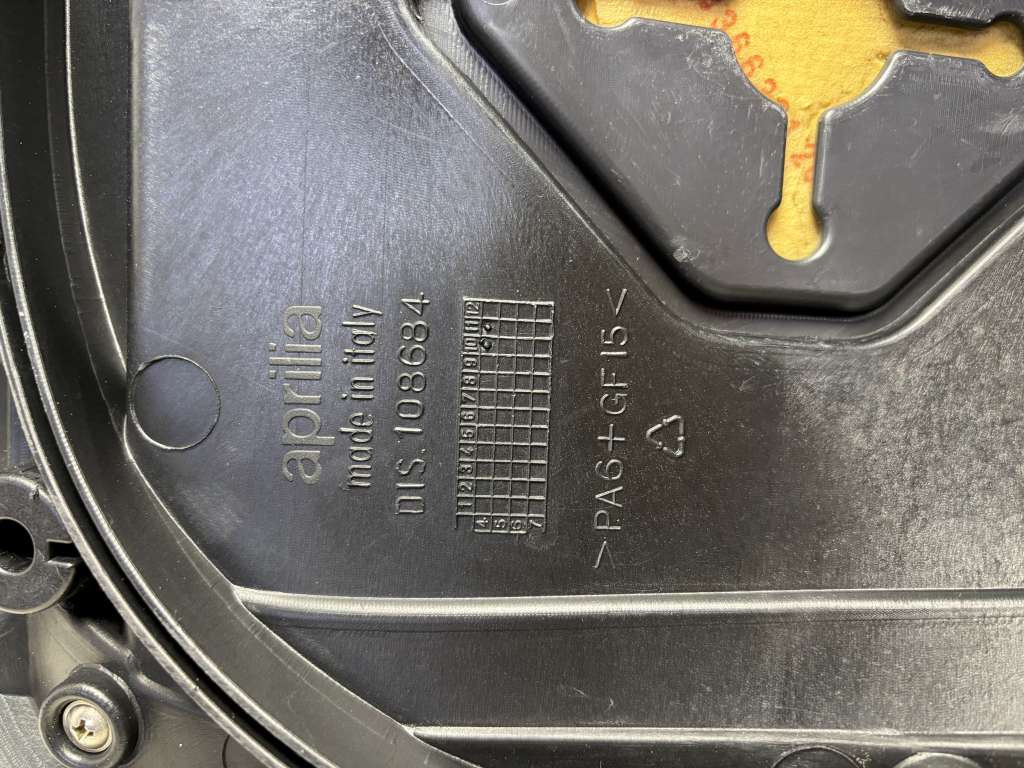 aprilia
made in italy
DIS.108684
1 2 3 4 5 6 7 8 9 10 11 12
4
5
6
7
>PA6+GF15<